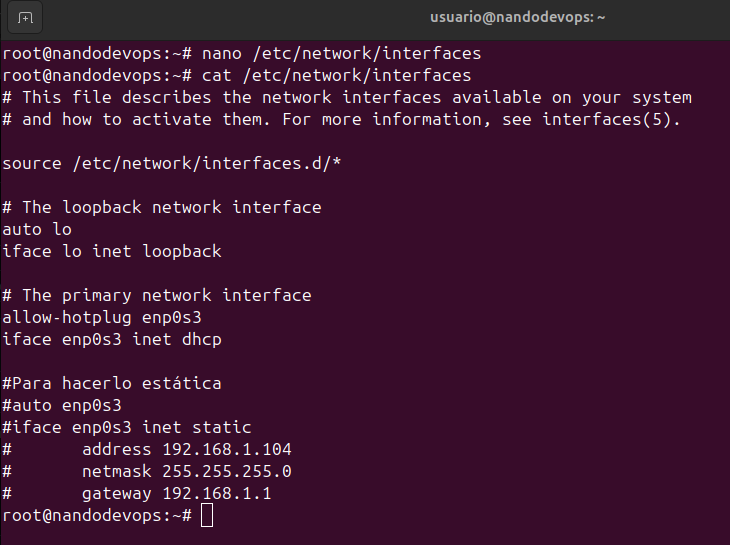 usuario@nandodevops: ~
root@nandodevops:~# nano /etc/network/interfaces
root@nandodevops:~# cat /etc/network/interfaces
# This file describes the network interfaces available on your system
# and how to activate them. For more information, see interfaces(5).

source /etc/network/interfaces.d/*

# The loopback network interface
auto lo
iface lo inet loopback

# The primary network interface
allow-hotplug enp0s3
iface enp0s3 inet dhcp

#Para hacerlo estática
#auto enp0s3
#iface enp0s3 inet static
#       address 192.168.1.104
#       netmask 255.255.255.0
#       gateway 192.168.1.1
root@nandodevops:~#